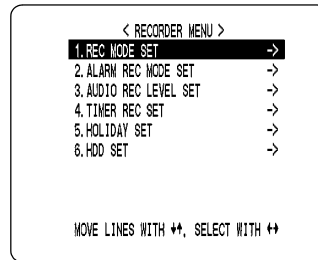 < RECORDER MENU >
1. REC MODE SET ->
2. ALARM REC MODE SET ->
3. AUDIO REC LEVEL SET ->
4. TIMER REC SET ->
5. HOLIDAY SET ->
6. HDD SET ->
MOVE LINES WITH ↓↑, SELECT WITH ←→